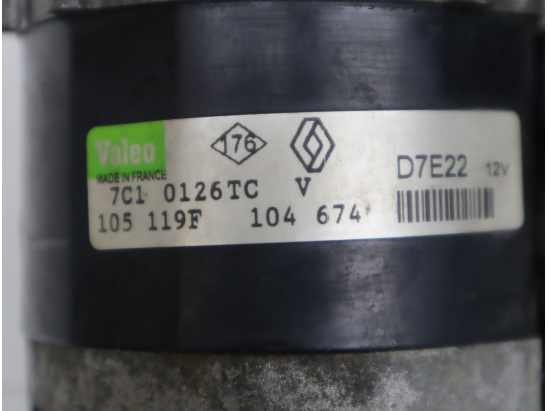 Valeo 176
MADE IN FRANCE D7E22 12V
7C1 0126TC V
105 119F 104 674